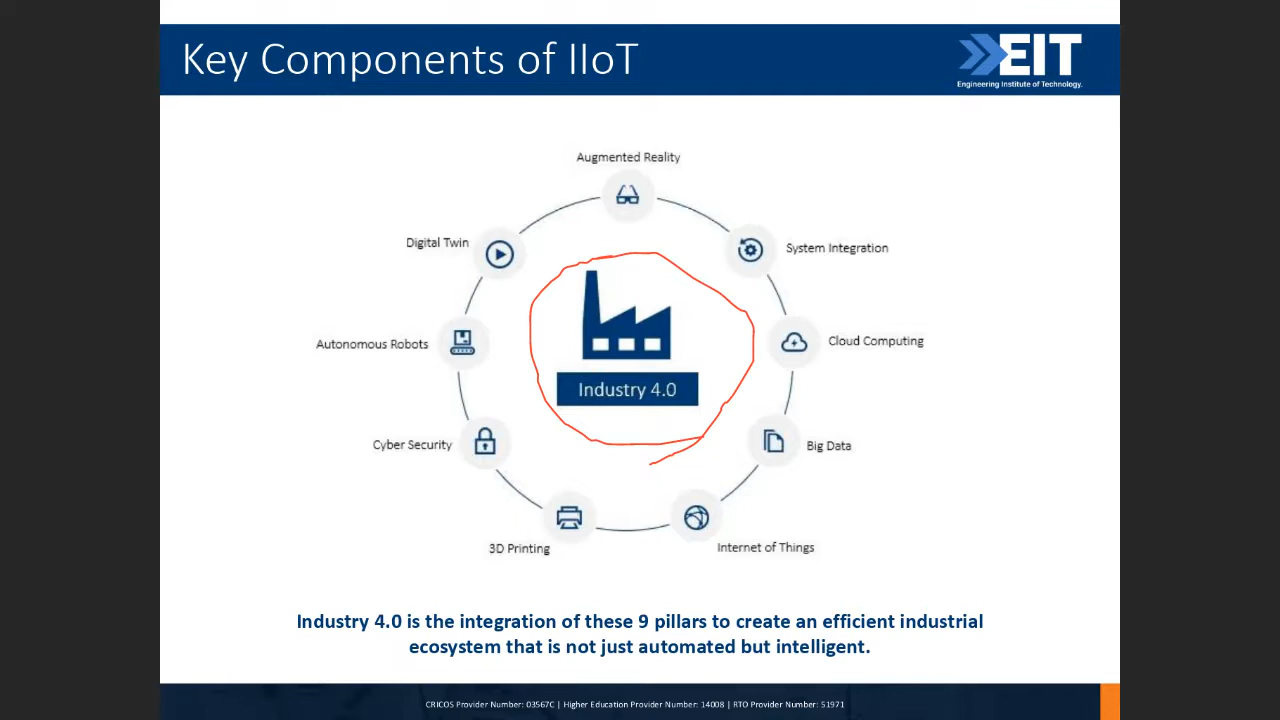 Key Components of IIoT
EIT
Engineering Institute of Technology.
Augmented Reality
Digital Twin
System Integration
Autonomous Robots
Cloud Computing
Industry 4.0
Cyber Security
Big Data
3D Printing
Internet of Things
Industry 4.0 is the integration of these 9 pillars to create an efficient industrial
ecosystem that is not just automated but intelligent.
CRICOS Provider Number: 03567C | Higher Education Provider Number: 14008 | RTO Provider Number: 51971